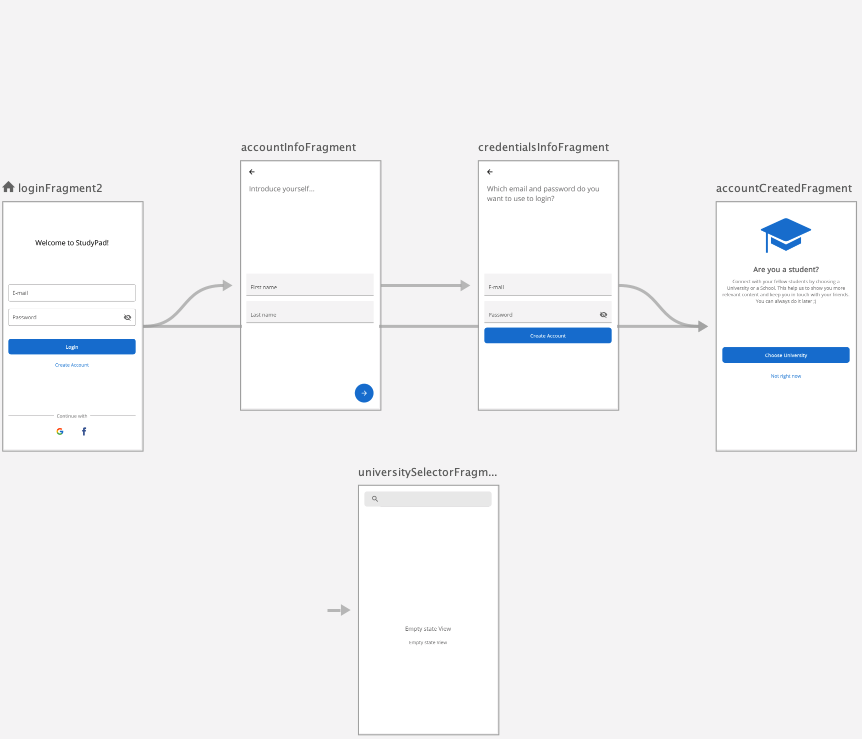 accountInfoFragment
Introduce yourself...
First name
Last name
credentialsInfoFragment
Which email and password do you
want to use to login?
E-mail
Password
Create Account
loginFragment2
Welcome to StudyPad!
E-mail
Password
Login
Create Account
Continue with
G
f
accountCreatedFragment
Are you a student?
Connect with your fellow students by choosing a
University or a School. This help us to show you more
relevant content and keep you in touch with your friends.
You can always do it later ;)
Choose University
Not right now
universitySelectorFragm...
Empty state View
empty state view